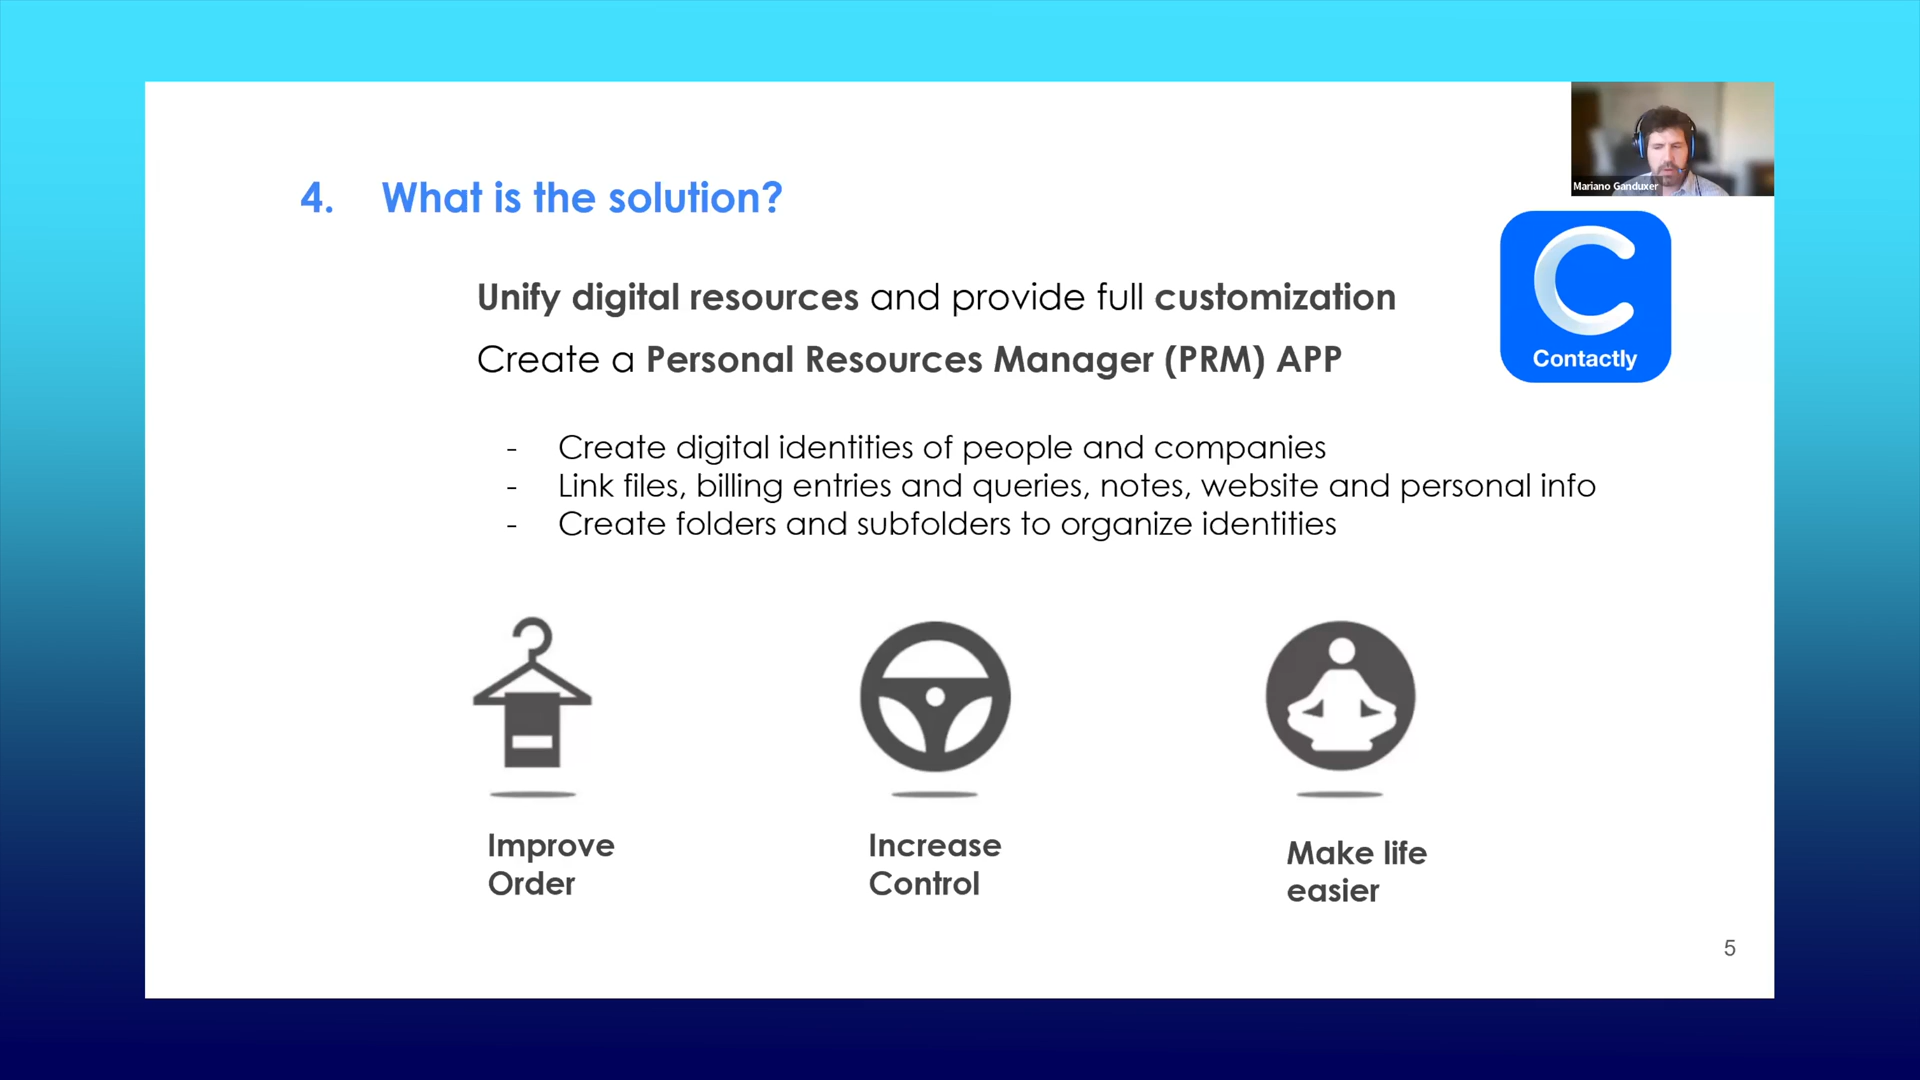 Mariano Ganduxer
4. What is the solution?
Contactly
Unify digital resources and provide full customization
Create a Personal Resources Manager (PRM) APP
- Create digital identities of people and companies
- Link files, billing entries and queries, notes, website and personal info
- Create folders and subfolders to organize identities
Improve
Order
Increase
Control
Make life
easier
5